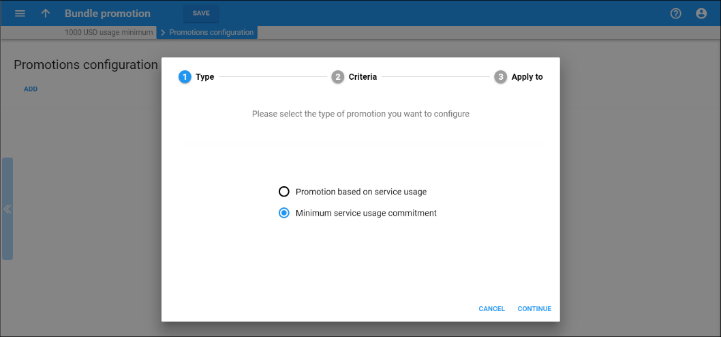 Bundle promotion SAVE
1000 USD usage minimum Promotions configuration
Promotions configuration
ADD
1 Type 2 Criteria 3 Apply to
Please select the type of promotion you want to configure
Promotion based on service usage
Minimum service usage commitment
CANCEL CONTINUE